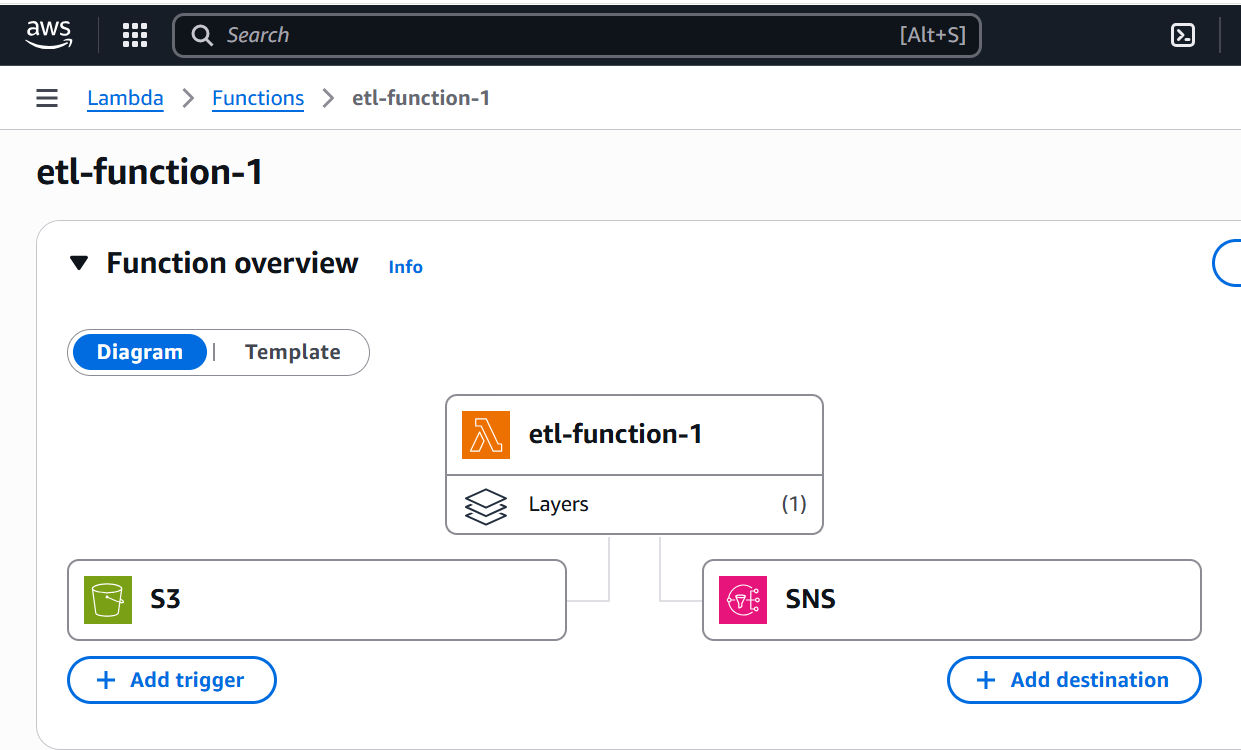 aws Search [Alt+S]
Lambda Functions etl-function-1
etl-function-1
Function overview Info
Diagram | Template
etl-function-1
Layers (1)
S3 SNS
+ Add trigger + Add destination